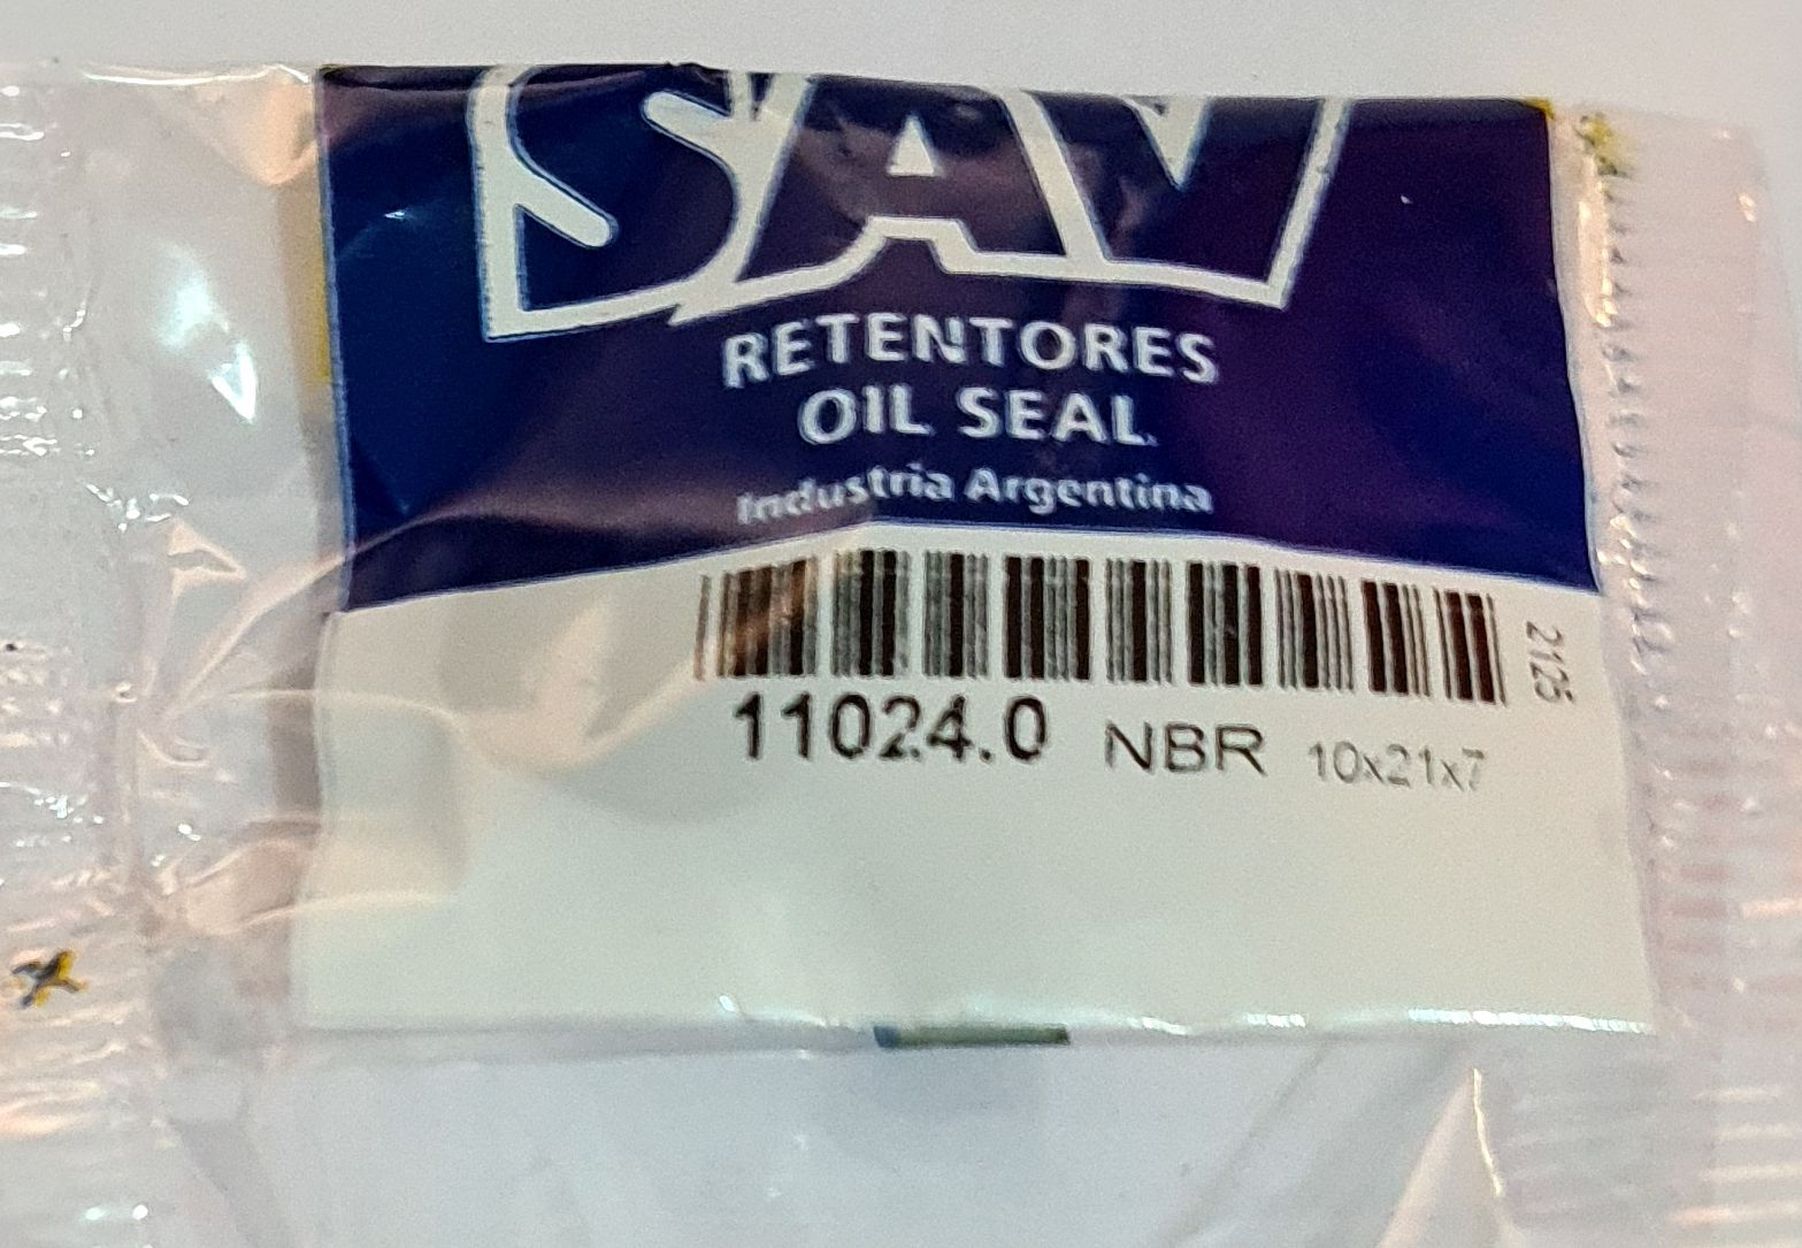 SAV
RETENTORES
OIL SEAL
Industria Argentina
2125
11024.0 NBR 10x21x7